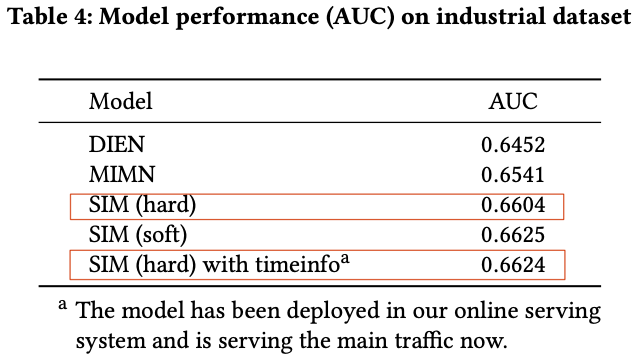 Table 4: Model performance (AUC) on industrial dataset
Model AUC
DIEN 0.6452
MIMN 0.6541
SIM (hard) 0.6604
SIM (soft) 0.6625
SIM (hard) with timeinfoᵃ 0.6624
ᵃ The model has been deployed in our online serving
system and is serving the main traffic now.